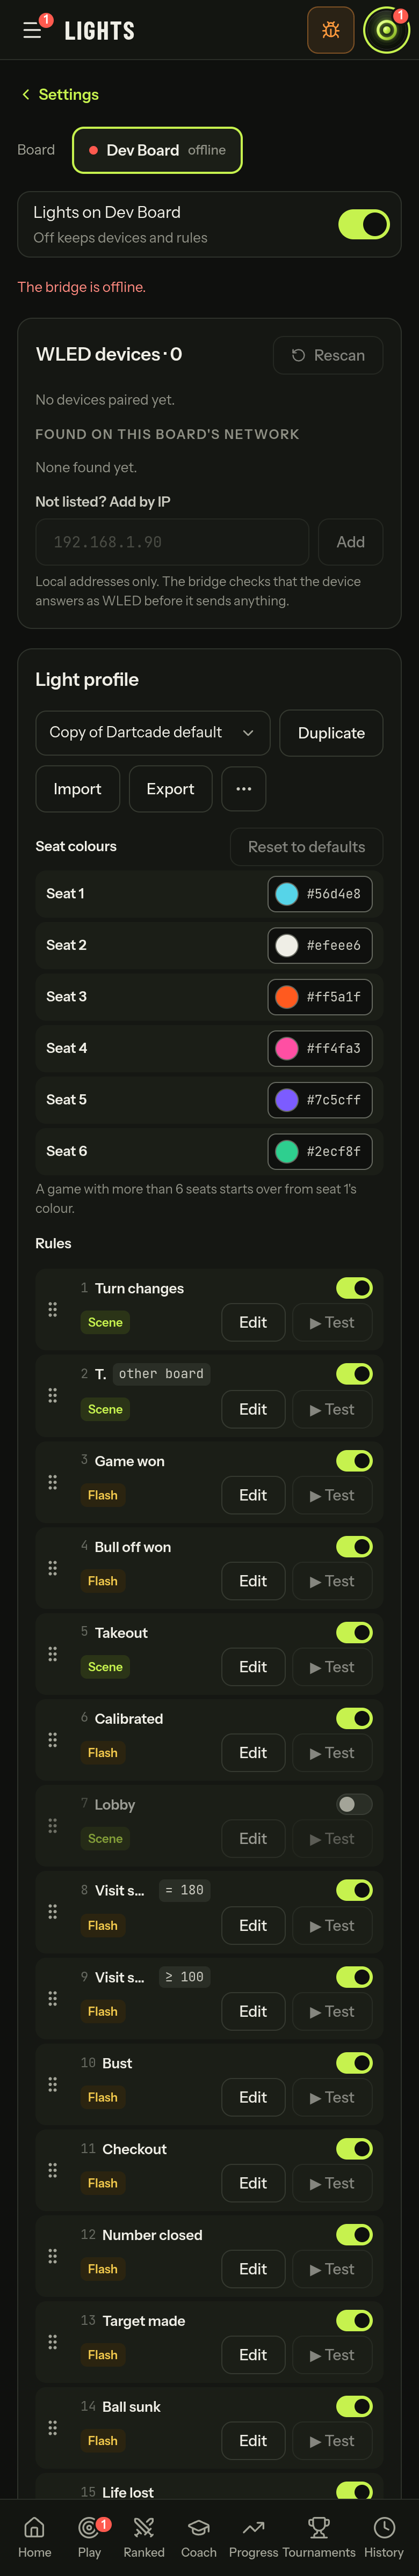 1
LIGHTS
1
Settings
Board
Dev Board offline
Lights on Dev Board
Off keeps devices and rules
The bridge is offline.
WLED devices · 0
Rescan
No devices paired yet.
FOUND ON THIS BOARD'S NETWORK
None found yet.
Not listed? Add by IP
192.168.1.90
Add
Local addresses only. The bridge checks that the device
answers as WLED before it sends anything.
Light profile
Copy of Dartcade default
Duplicate
Import
Export
···
Seat colours
Reset to defaults
Seat 1
#56d4e8
Seat 2
#efeee6
Seat 3
#ff5a1f
Seat 4
#ff4fa3
Seat 5
#7c5cff
Seat 6
#2ecf8f
A game with more than 6 seats starts over from seat 1's
colour.
Rules
1 Turn changes
Scene
Edit
▶ Test
2 T. other board
Scene
Edit
▶ Test
3 Game won
Flash
Edit
▶ Test
4 Bull off won
Flash
Edit
▶ Test
5 Takeout
Scene
Edit
▶ Test
6 Calibrated
Flash
Edit
▶ Test
7 Lobby
Scene
Edit
▶ Test
8 Visit s... = 180
Flash
Edit
▶ Test
9 Visit s... ≥ 100
Flash
Edit
▶ Test
10 Bust
Flash
Edit
▶ Test
11 Checkout
Flash
Edit
▶ Test
12 Number closed
Flash
Edit
▶ Test
13 Target made
Flash
Edit
▶ Test
14 Ball sunk
Flash
Edit
▶ Test
15 Life lost
1
Home
Play
Ranked
Coach
Progress
Tournaments
History